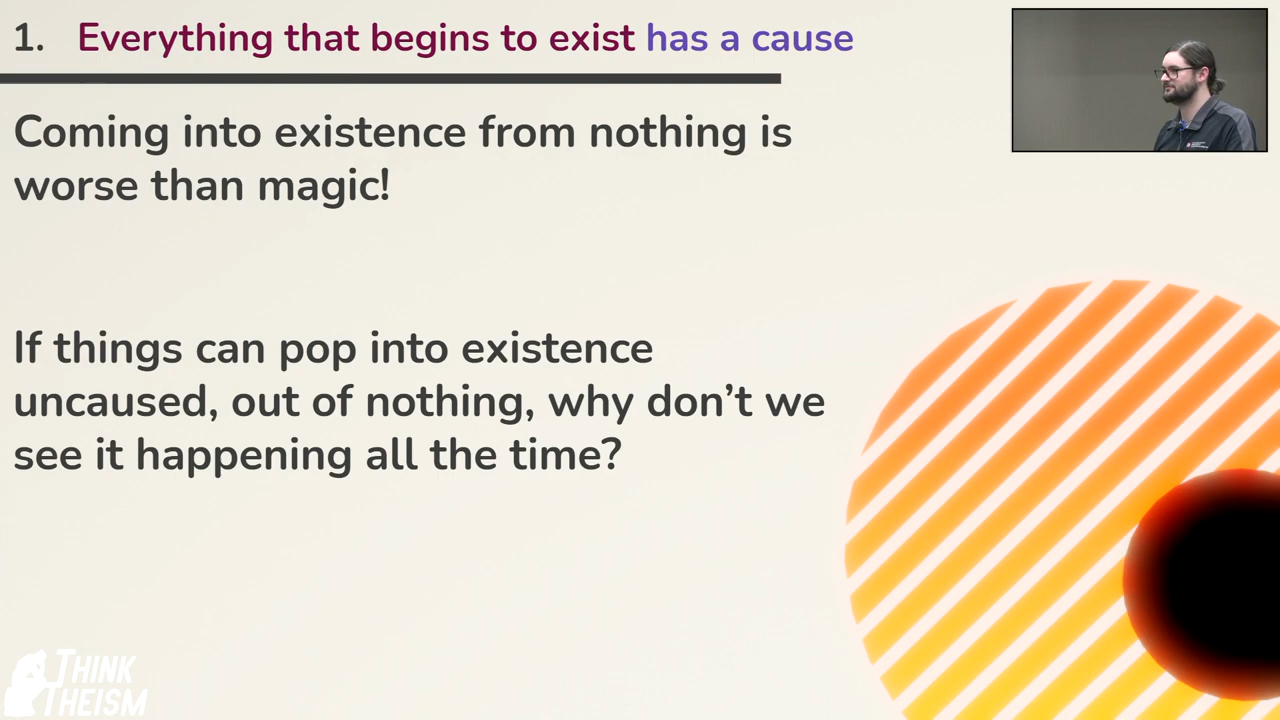 1. Everything that begins to exist has a cause
Coming into existence from nothing is
worse than magic!
If things can pop into existence
uncaused, out of nothing, why don’t we
see it happening all the time?
THINK
THEISM